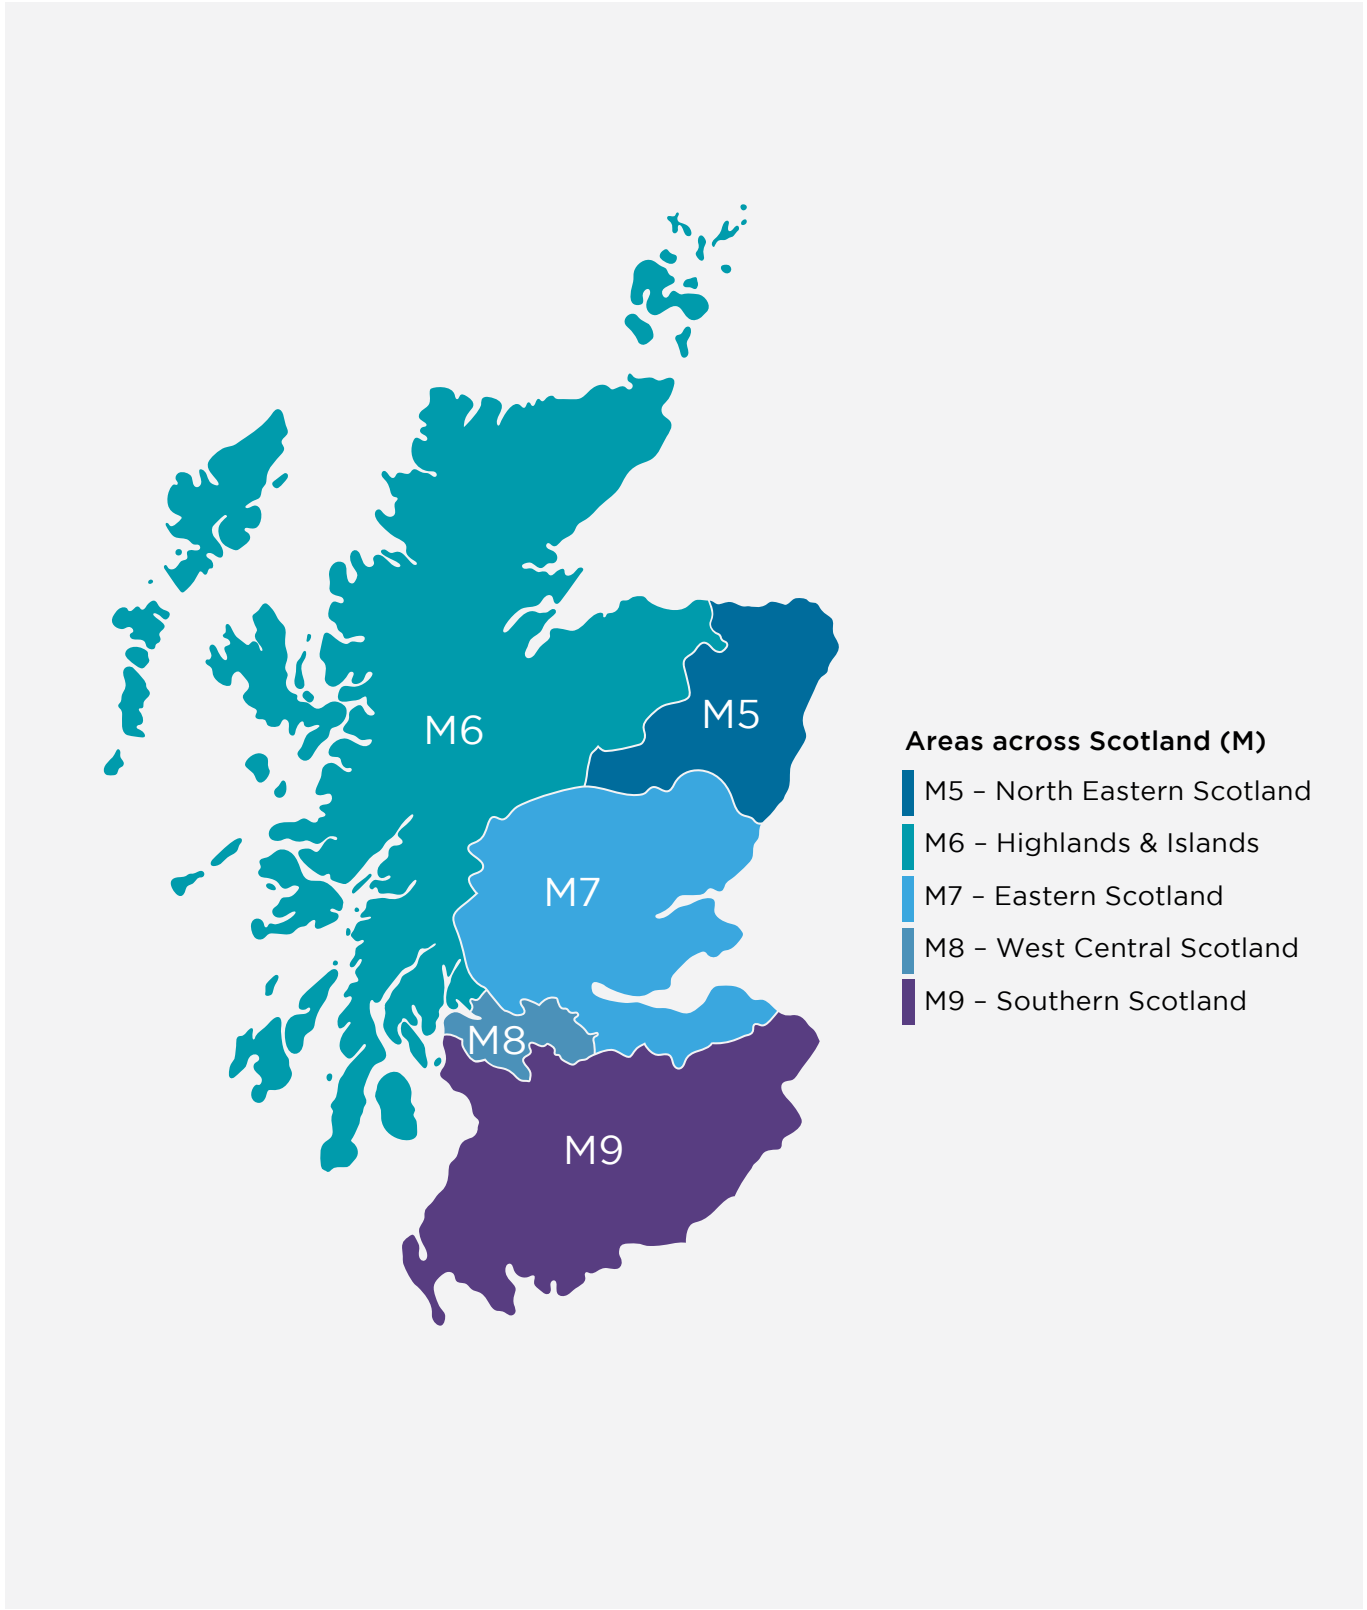 M6
M5
M7
M8
M9
Areas across Scotland (M)
M5 – North Eastern Scotland
M6 – Highlands & Islands
M7 – Eastern Scotland
M8 – West Central Scotland
M9 – Southern Scotland